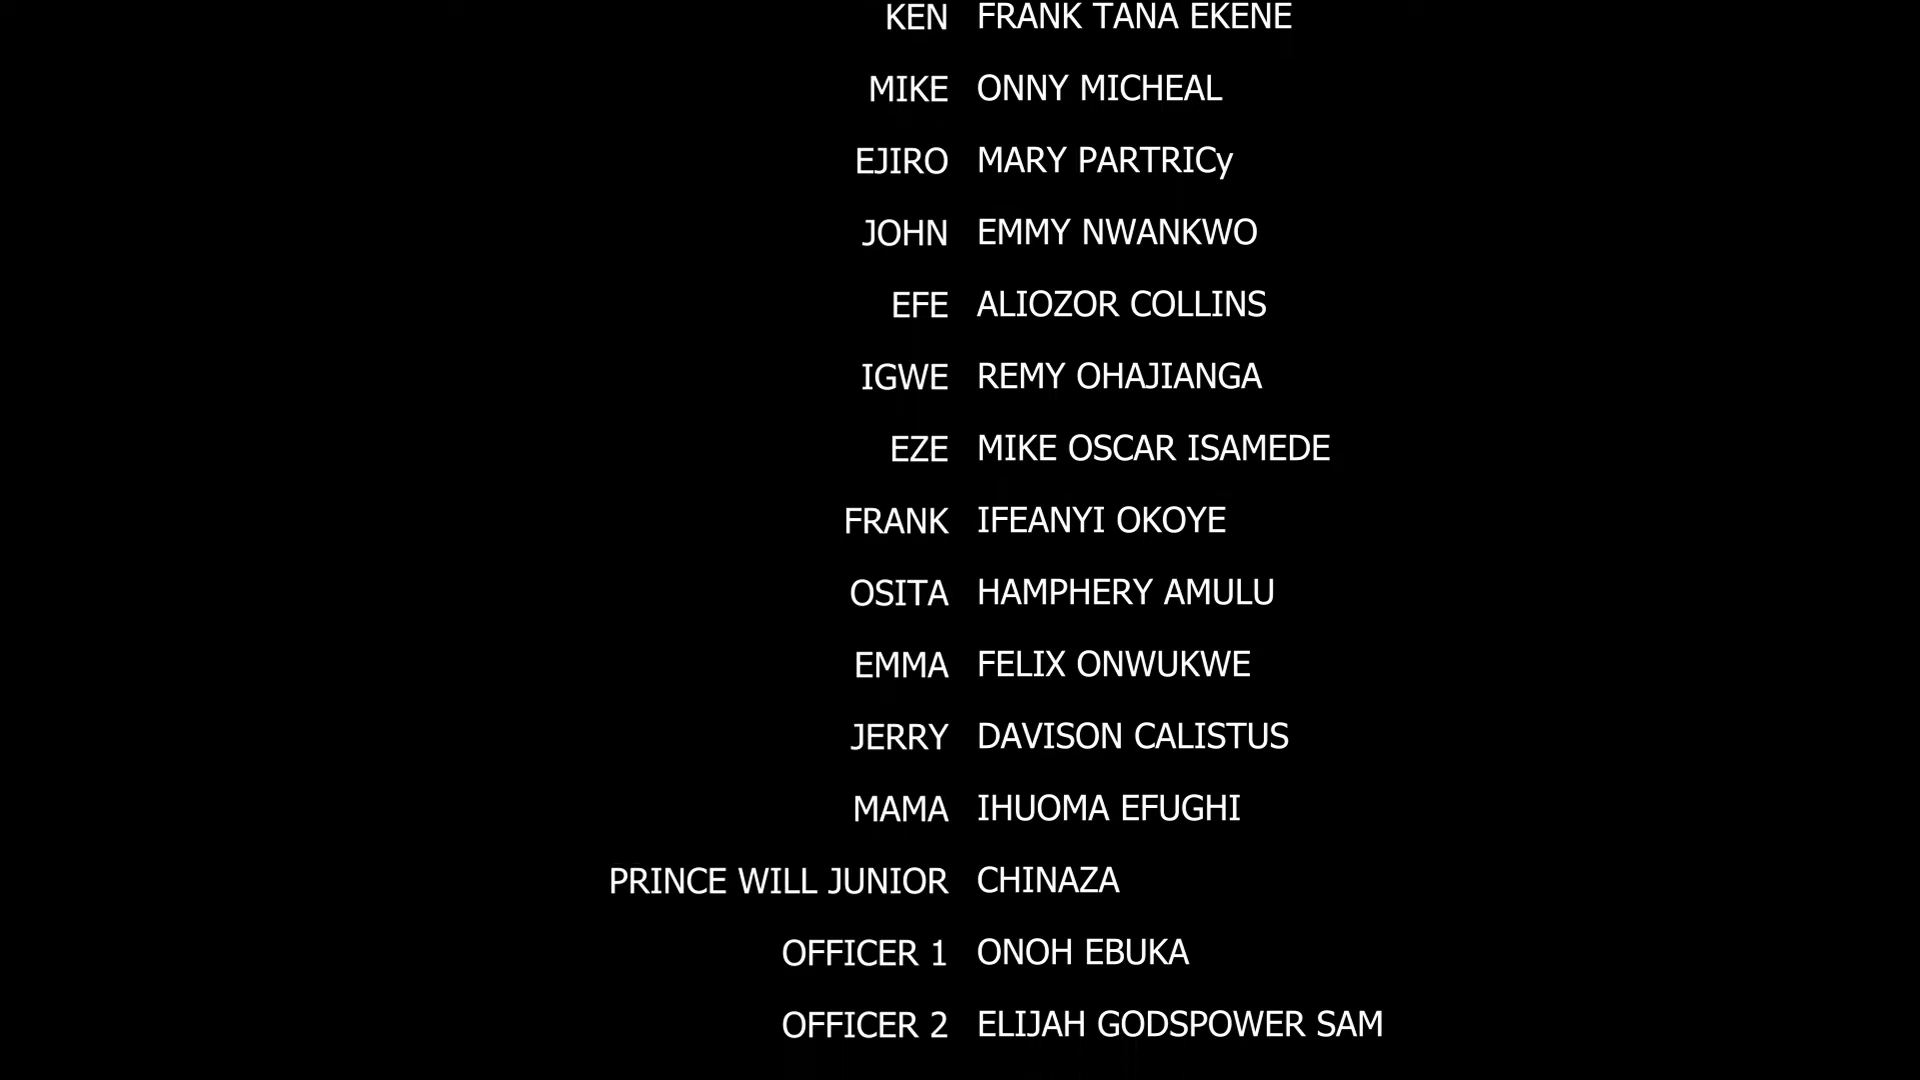 KEN FRANK TANA EKENE
MIKE ONNY MICHEAL
EJIRO MARY PARTRICy
JOHN EMMY NWANKWO
EFE ALIOZOR COLLINS
IGWE REMY OHAJIANGA
EZE MIKE OSCAR ISAMEDE
FRANK IFEANYI OKOYE
OSITA HAMPHERY AMULU
EMMA FELIX ONWUKWE
JERRY DAVISON CALISTUS
MAMA IHUOMA EFUGHI
PRINCE WILL JUNIOR CHINAZA
OFFICER 1 ONOH EBUKA
OFFICER 2 ELIJAH GODSPOWER SAM